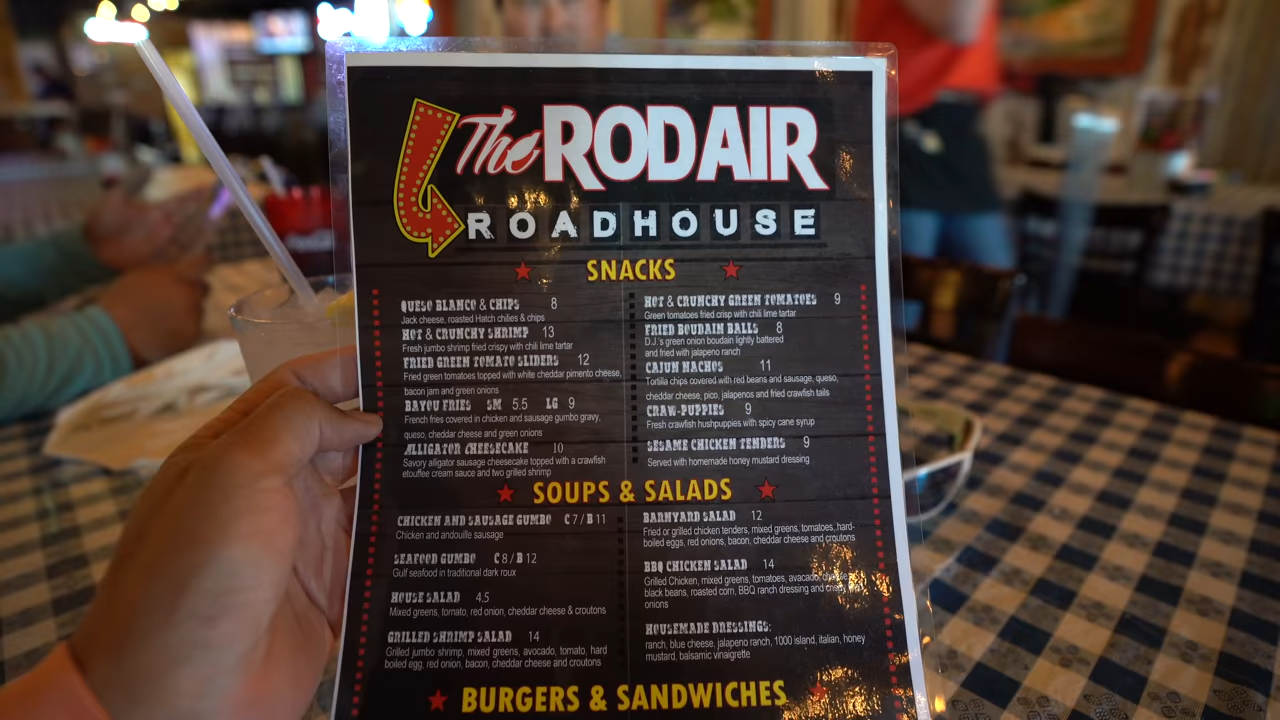 The RODAIR
ROADHOUSE
SNACKS
QUESO BLANCO & CHIPS 8
Jack cheese, roasted Hatch chilies & chips
HOT & CRUNCHY SHRIMP 13
Fresh jumbo shrimp fried crispy with chili lime tartar
FRIED GREEN TOMATO SLIDERS 12
Fried green tomatoes topped with white cheddar pimento cheese,
bacon jam and green onions
BAYOU FRIES SM 5.5 LG 9
French fries covered in chicken and sausage gumbo gravy,
queso, cheddar cheese and green onions
ALLIGATOR CHEESECAKE 10
Savory alligator sausage cheesecake topped with a crawfish
etouffee cream sauce and two grilled shrimp
HOT & CRUNCHY GREEN TOMATOES 9
Green tomatoes fried crisp with chili lime tartar
FRIED BOUDAIN BALLS 8
D.J.'s green onion boudain lightly battered
and fried with jalapeno ranch
CAJUN NACHOS 11
Tortilla chips covered with red beans and sausage, queso,
cheddar cheese, pico, jalapenos and fried crawfish tails
CRAW-PUPPIES 9
Fresh crawfish hushpuppies with spicy cane syrup
SESAME CHICKEN TENDERS 9
Served with homemade honey mustard dressing
SOUPS & SALADS
CHICKEN AND SAUSAGE GUMBO C 7 / B 11
Chicken and andouille sausage
SEAFOOD GUMBO C 8 / B 12
Gulf seafood in traditional dark roux
HOUSE SALAD 4.5
Mixed greens, tomato, red onion, cheddar cheese & croutons
GRILLED SHRIMP SALAD 14
Grilled jumbo shrimp, mixed greens, avocado, tomato, hard
boiled egg, red onion, bacon, cheddar cheese and croutons
BARNYARD SALAD 12
Fried or grilled chicken tenders, mixed greens, tomatoes, hard-
boiled eggs, red onions, bacon, cheddar cheese and croutons
BBQ CHICKEN SALAD 14
Grilled Chicken, mixed greens, tomatoes, avocado,
black beans, roasted corn, BBQ ranch dressing and
onions
HOUSEMADE DRESSINGS:
ranch, blue cheese, jalapeno ranch, 1000 island, italian, honey
mustard, balsamic vinaigrette
BURGERS & SANDWICHES